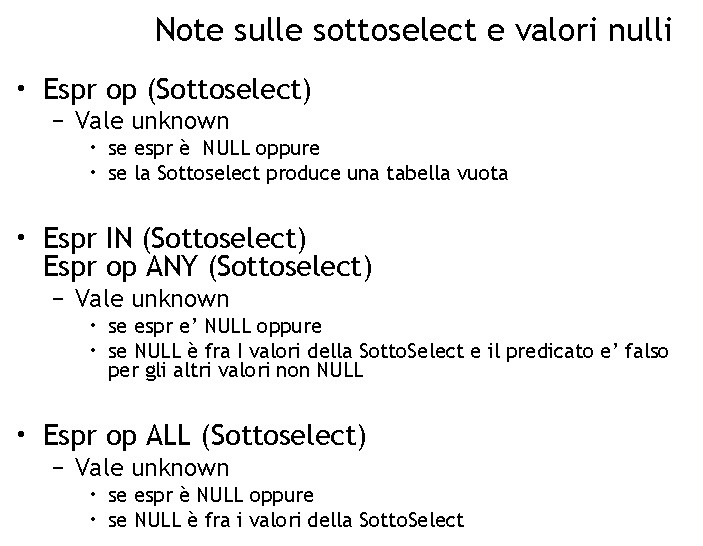 Note sulle sottoselect e valori nulli
• Espr op (Sottoselect)
– Vale unknown
• se espr è NULL oppure
• se la Sottoselect produce una tabella vuota
• Espr IN (Sottoselect)
Espr op ANY (Sottoselect)
– Vale unknown
• se espr e’ NULL oppure
• se NULL è fra I valori della Sotto.Select e il predicato e’ falso
per gli altri valori non NULL
• Espr op ALL (Sottoselect)
– Vale unknown
• se espr è NULL oppure
• se NULL è fra i valori della Sotto.Select